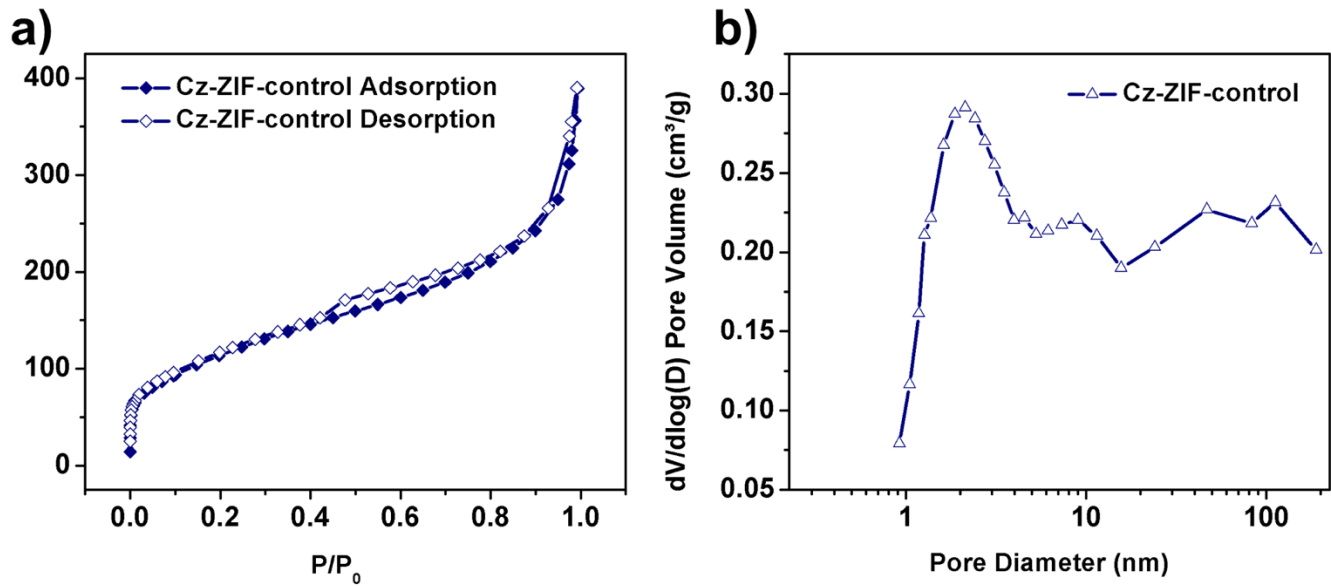 a)
Cz-ZIF-control Adsorption
Cz-ZIF-control Desorption
400
300
200
100
0
0.0 0.2 0.4 0.6 0.8 1.0
P/P₀
b)
Cz-ZIF-control
dV/dlog(D) Pore Volume (cm³/g)
0.30
0.25
0.20
0.15
0.10
0.05
1 10 100
Pore Diameter (nm)